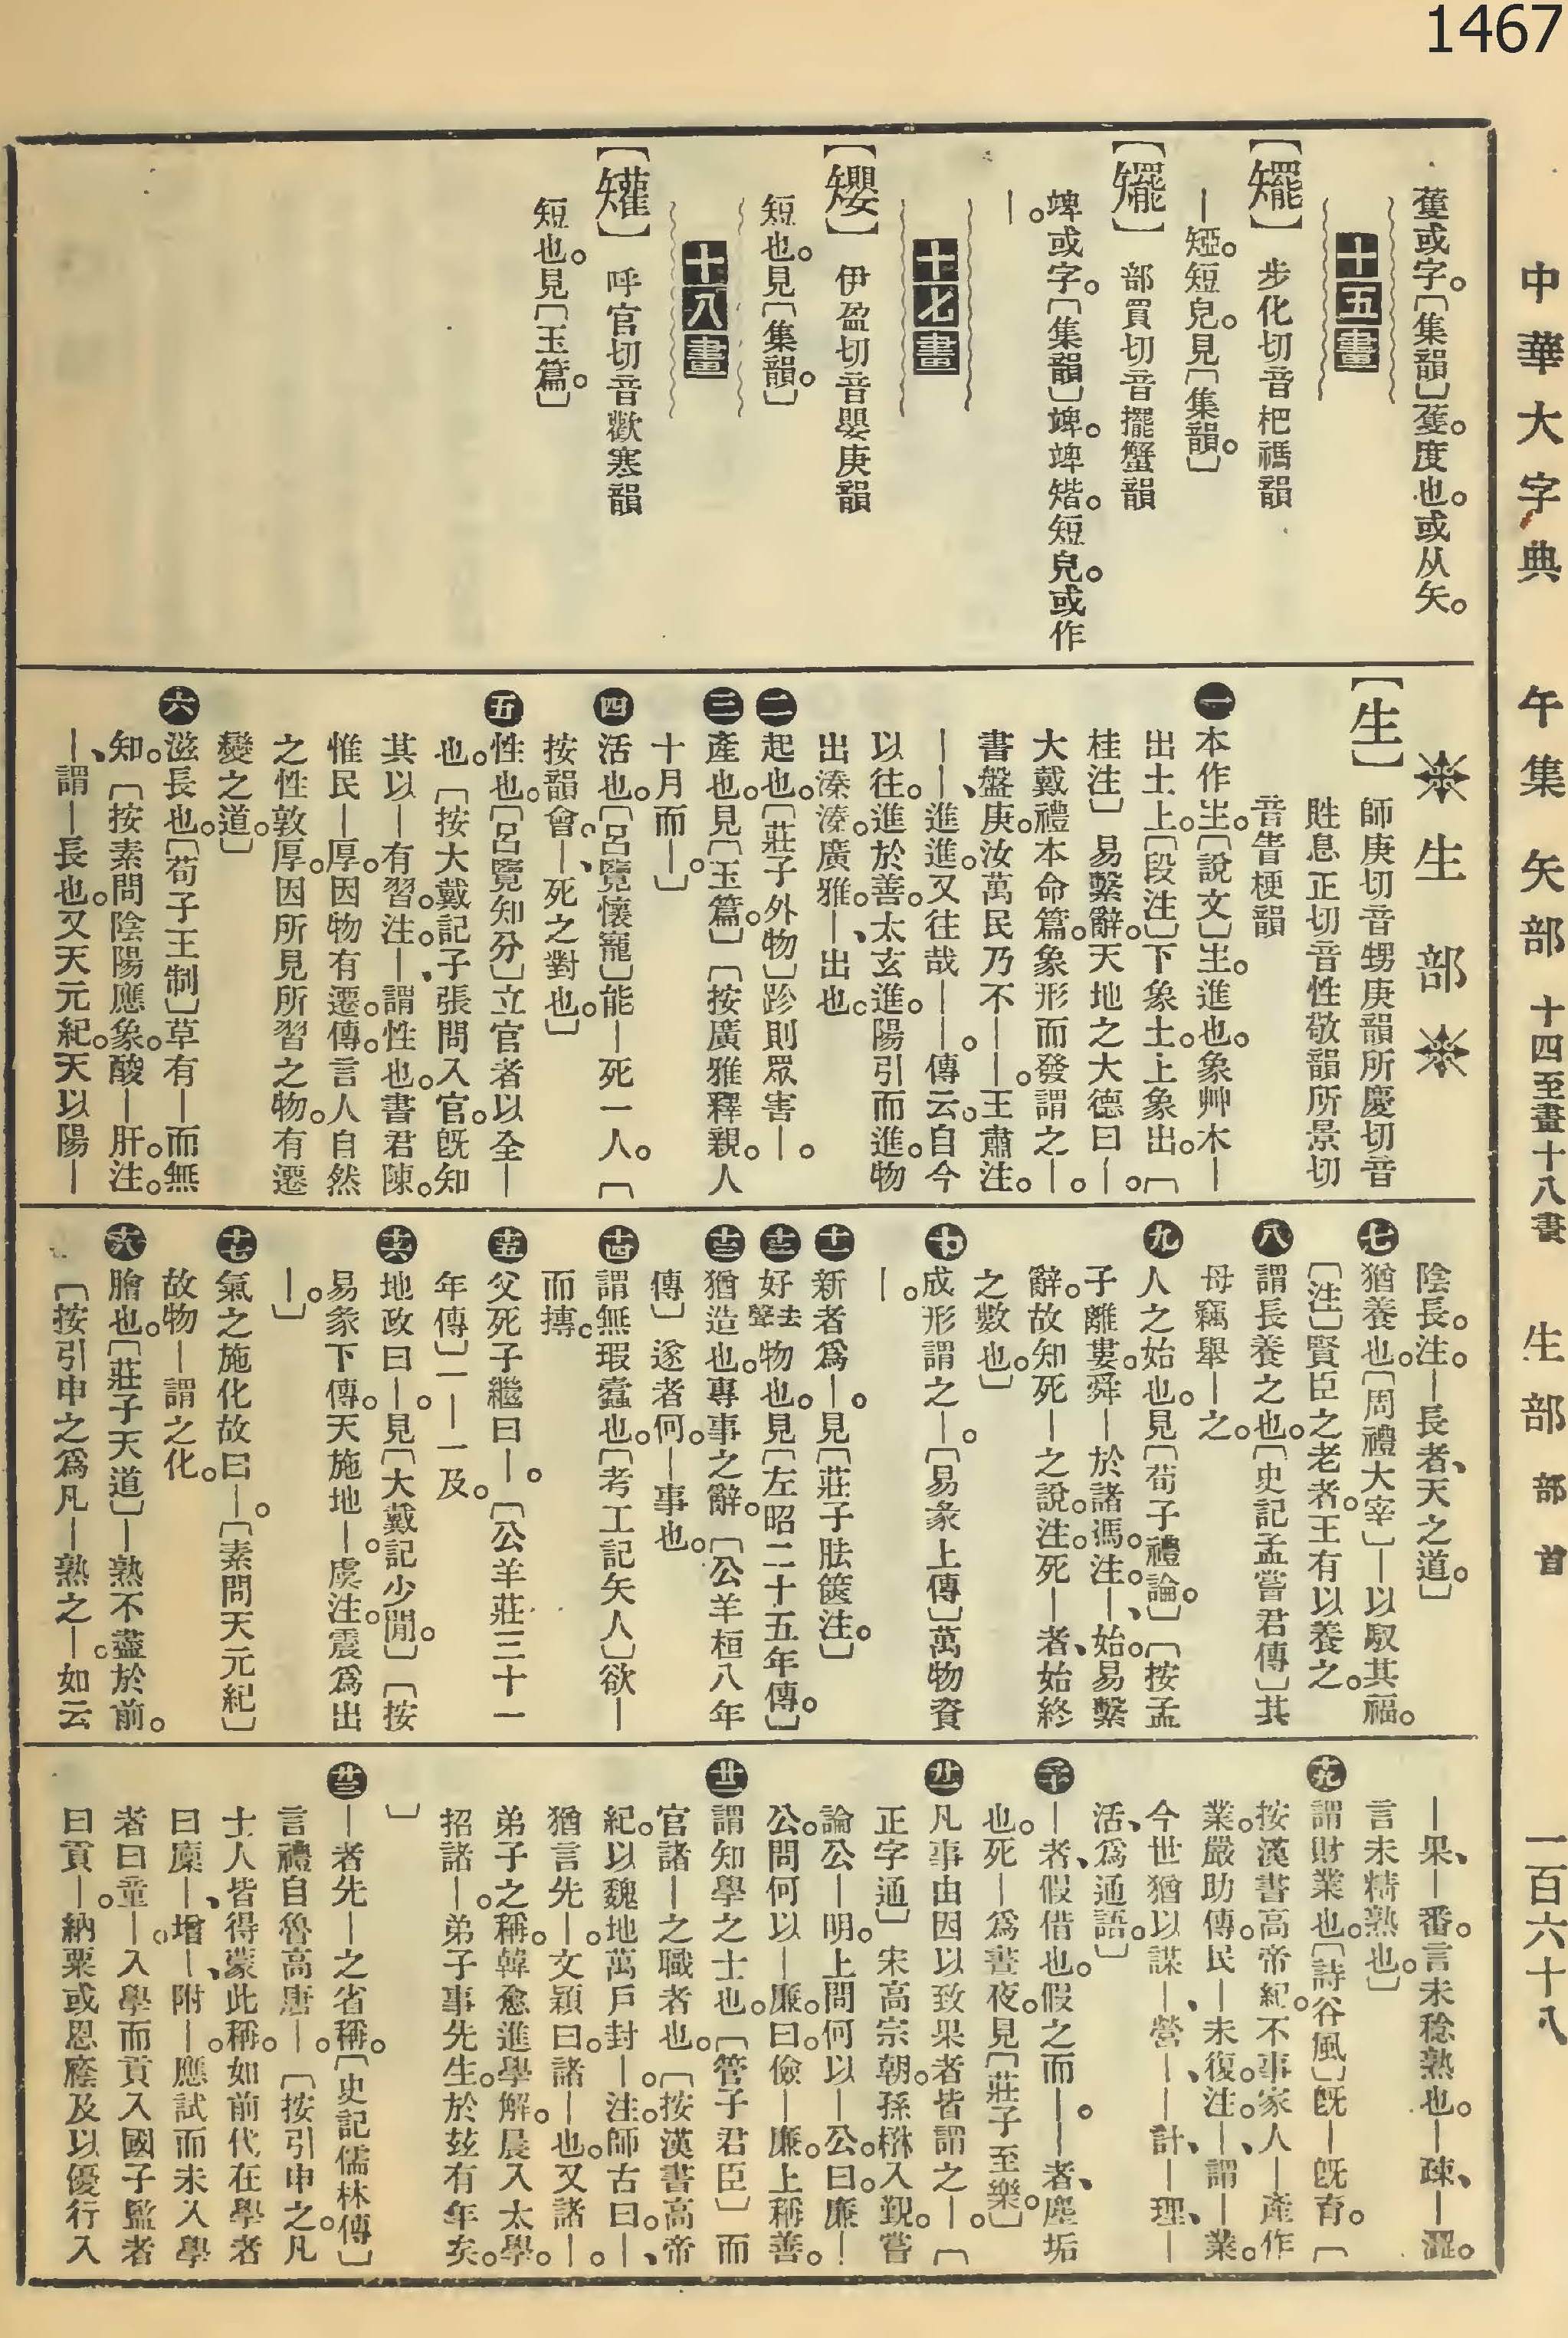 1467
中華大字典　午集　矢部　十四至畫十八畫　生部　部首　一百六十八
蒦或字。〔集韻〕蒦。度也。或从矢。
十五畫
步化切音杷禡韻
－矲。短皃。見〔集韻。〕
部買切音擺蟹韻
或字。〔集韻〕短皃。或作
－。
十七畫
伊盈切音嬰庚韻
短也。見〔集韻。〕
十八畫
呼官切音歡寒韻
短也。見〔玉篇。〕
生部
〔生〕　師庚切音甥庚韻所慶切音
貹息正切音性敬韻所景切
音眚梗韻
一　本作生。〔說文〕𤯓。進也。象艸木－
出土上。〔段注〕下象土。上象出。〔
桂注〕易繫辭。天地之大德曰－。
大戴禮本命篇。象形而發謂之－。
書盤庚。汝萬民乃不－－。王肅注。
－－、進進。又往哉－－。傳云。自今
以往。進進於善。太玄進。陽引而進。物
出溱溱。廣雅。－、出也。
二　起也。〔莊子外物〕跈則眾害－。
三　產也。見〔玉篇。〕〔按廣雅釋親。人
十月而－。〕
四　活也。〔呂覽懷寵〕能－死一人。〔
按韻會。－、死之對也。〕
五　性也。〔呂覽知分〕立官者以全－
也。〔按大戴記子張問入官。旣知
其以－有習。注。－、謂性也。書君陳。
惟民－厚。因物有遷。傳。言人自然
之性敦厚。因所見所習之物。有遷
變之道。〕
六　滋長也。〔荀子王制〕草有－而無
知。〔按素問陰陽應象。酸－肝。注。
－、謂－長也。又天元紀。天以陽－
陰長。注。－長者、天之道。〕
七　猶養也。〔周禮大宰〕－以馭其福。
〔注〕賢臣之老者。王有以養之。
八　謂長養之也。〔史記孟嘗君傳〕其
母竊舉－之。
九　人之始也。見〔荀子禮論。〕〔按孟
子離婁。舜－於諸馮。注。－、始。易繫
辭。故知死－之說。注。死－者、始終
之數也。〕
十　成形謂之－。〔易彖上傳〕萬物資
－。
十一　新者爲－。見〔莊子胠篋注。〕
十二　好去聲物也。見〔左昭二十五年傳。〕
十三　猶造也。專事之辭。〔公羊桓八年
傳〕遂者何。－事也。
十四　謂無瑕蠹也。〔考工記矢人〕欲－
而摶。
十五　父死子繼曰－。〔公羊莊三十一
年傳〕一－一及。
十六　地政曰－。見〔大戴記少閒。〕〔按
易彖下傳。天施地－。虞注。震爲出
－。〕
十七　氣之施化故曰－。〔素問天元紀〕
故物－謂之化。
十八　膾也。〔莊子天道〕－熟不盡於前。
〔按引申之爲凡－熟之－。如云
－果、－番。言未稔熟也。－疎、－澀。
言未精熟也。〕
十九　謂財業也。〔詩谷風〕旣－旣育。〔
按漢書高帝紀。不事家人－產作
業。嚴助傳。民－未復。注。－、謂－業。
今世猶以謀－、營－、－計、－理、－
活、爲通語。〕
二十　－者、假借也。假之而－。－者、塵垢
也。死－爲晝夜。見〔莊子至樂。〕
廿一　凡事由因以致果者皆謂之－。〔
正字通〕宋高宗朝。孫楙入覲。嘗
論公－明。上問何以－公。曰。廉－
公。問何以－廉。曰。儉－廉。上稱善。
廿二　謂知學之士也。〔管子君臣〕而
官諸－之職者也。〔按漢書高帝
紀。以魏地萬戶封－。注。師古曰。－、
猶言先－。文穎曰。諸－也。又諸－。
弟子之稱。韓愈進學解。晨入太學。
招諸－。弟子事先生。於玆有年矣。
〕
廿三　－者先－之省稱。〔史記儒林傳〕
言禮自魯高唐－。〔按引申之。凡
士人皆得蒙此稱。如前代在學者
曰廩－、增－、附－。應試而未入學
者曰童－。入學而貢入國子監者
曰貢－。納粟或恩廕及以優行入